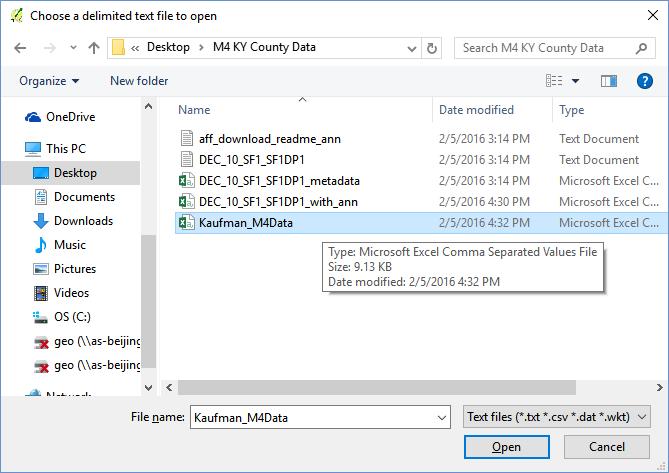 Choose a delimited text file to open
« Desktop > M4 KY County Data
Search M4 KY County Data
Organize New folder
Name Date modified Type
OneDrive
This PC
Desktop
Documents
Downloads
Music
Pictures
Videos
OS (C:)
geo (\\as-beijing
geo (\\as-beijing
aff_download_readme_ann 2/5/2016 3:14 PM Text Document
DEC_10_SF1_SF1DP1 2/5/2016 3:14 PM Text Document
DEC_10_SF1_SF1DP1_metadata 2/5/2016 3:14 PM Microsoft Excel C...
DEC_10_SF1_SF1DP1_with_ann 2/5/2016 4:30 PM Microsoft Excel C...
Kaufman_M4Data 2/5/2016 4:32 PM Microsoft Excel C...
Type: Microsoft Excel Comma Separated Values File
Size: 9.13 KB
Date modified: 2/5/2016 4:32 PM
File name: Kaufman_M4Data Text files (*.txt *.csv *.dat *.wkt)
Open Cancel